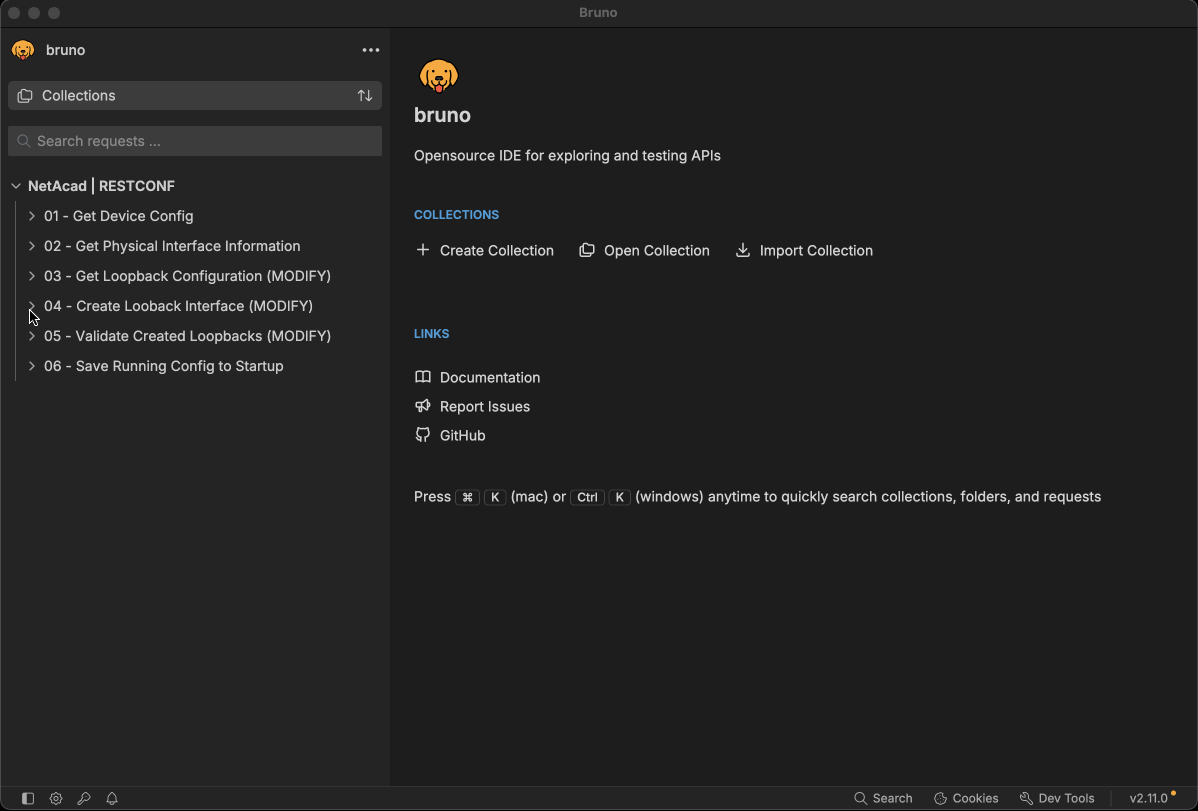 Bruno
bruno
Collections
Search requests ...
NetAcad | RESTCONF
01 - Get Device Config
02 - Get Physical Interface Information
03 - Get Loopback Configuration (MODIFY)
04 - Create Looback Interface (MODIFY)
05 - Validate Created Loopbacks (MODIFY)
06 - Save Running Config to Startup
bruno
Opensource IDE for exploring and testing APIs
COLLECTIONS
Create Collection Open Collection Import Collection
LINKS
Documentation
Report Issues
GitHub
Press ⌘ K (mac) or Ctrl K (windows) anytime to quickly search collections, folders, and requests
Search Cookies Dev Tools v2.11.0